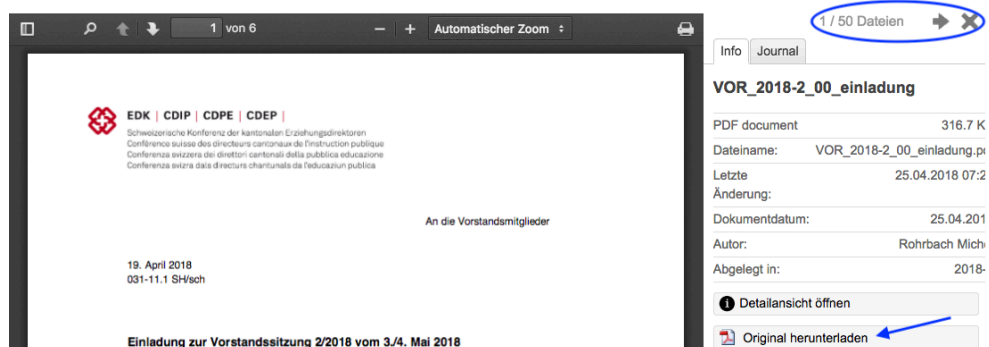 1 von 6
Automatischer Zoom
EDK | CDIP | CDPE | CDEP |
Schweizerische Konferenz der kantonalen Erziehungsdirektoren
Conférence suisse des directeurs cantonaux de l'instruction publique
Conferenza svizzera dei direttori cantonali della pubblica educazione
Conferenza svizra dals directurs chantunals da l'educaziun publica
An die Vorstandsmitglieder
19. April 2018
031-11.1 SH/sch
Einladung zur Vorstandssitzung 2/2018 vom 3./4. Mai 2018
1 / 50 Dateien
Info Journal
VOR_2018-2_00_einladung
PDF document 316.7 K
Dateiname: VOR_2018-2_00_einladung.p
Letzte 25.04.2018 07:2
Änderung:
Dokumentdatum: 25.04.201
Autor: Rohrbach Mich
Abgelegt in: 2018-
Detailansicht öffnen
Original herunterladen